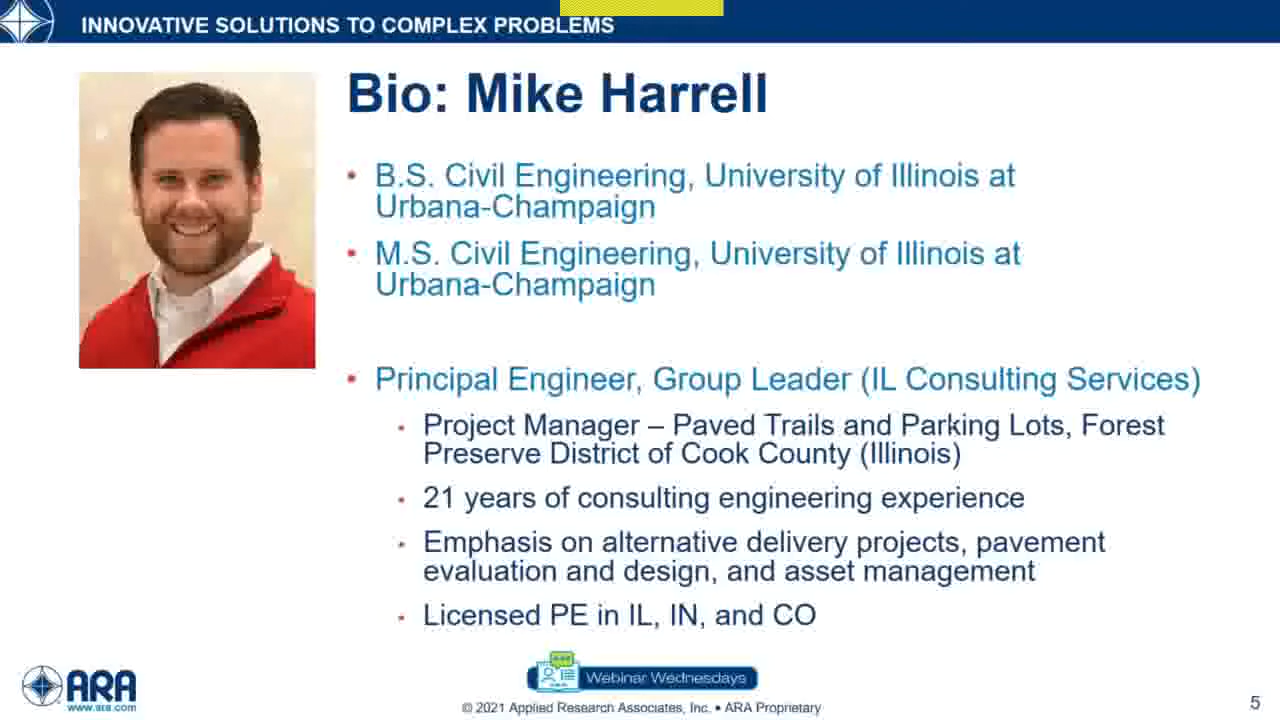 INNOVATIVE SOLUTIONS TO COMPLEX PROBLEMS
Bio: Mike Harrell
• B.S. Civil Engineering, University of Illinois at
Urbana-Champaign
• M.S. Civil Engineering, University of Illinois at
Urbana-Champaign
• Principal Engineer, Group Leader (IL Consulting Services)
• Project Manager – Paved Trails and Parking Lots, Forest
Preserve District of Cook County (Illinois)
• 21 years of consulting engineering experience
• Emphasis on alternative delivery projects, pavement
evaluation and design, and asset management
• Licensed PE in IL, IN, and CO
ARA
www.ara.com
Webinar Wednesdays
© 2021 Applied Research Associates, Inc. • ARA Proprietary
5